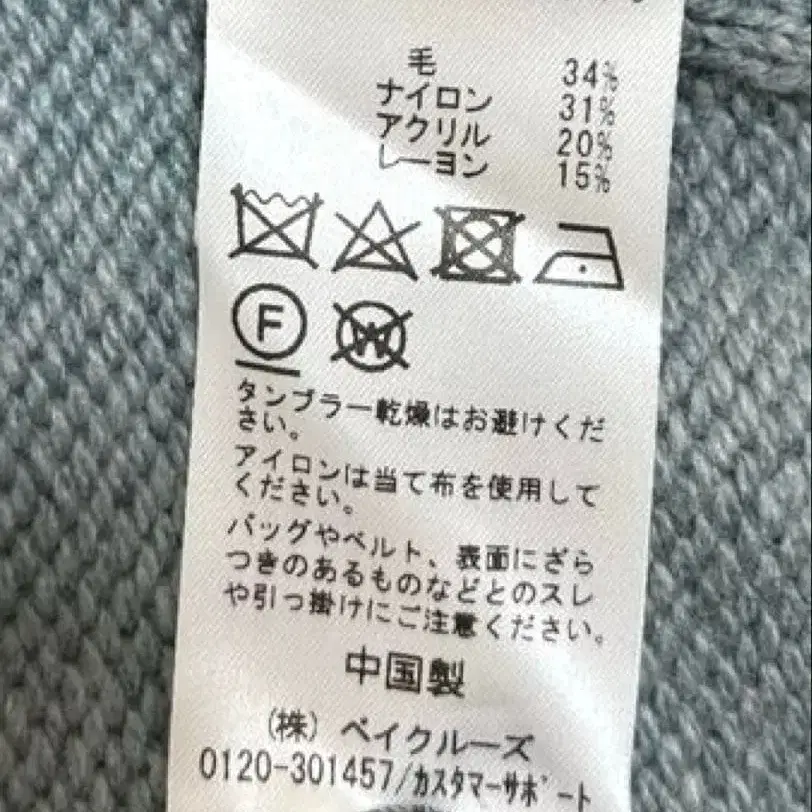 毛 34%
ナイロン 31%
アクリル 20%
レーヨン 15%
F
W
タンブラー乾燥はお避けくだ
さい。
アイロンは当て布を使用して
ください。
バッグやベルト、表面にざら
つきのあるものなどとのスレ
や引っ掛けにご注意ください。
中国製
(株) ベイクルーズ
0120-301457/カスタマーサポート